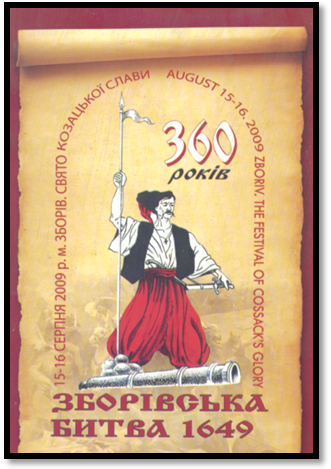 15-16 СЕРПНЯ 2009 р. м. ЗБОРІВ. СВЯТО КОЗАЦЬКОЇ СЛАВИ
AUGUST 15-16, 2009 ZBORIV. THE FESTIVAL OF COSSACK'S GLORY
360
років
ЗБОРІВСЬКА
БИТВА 1649